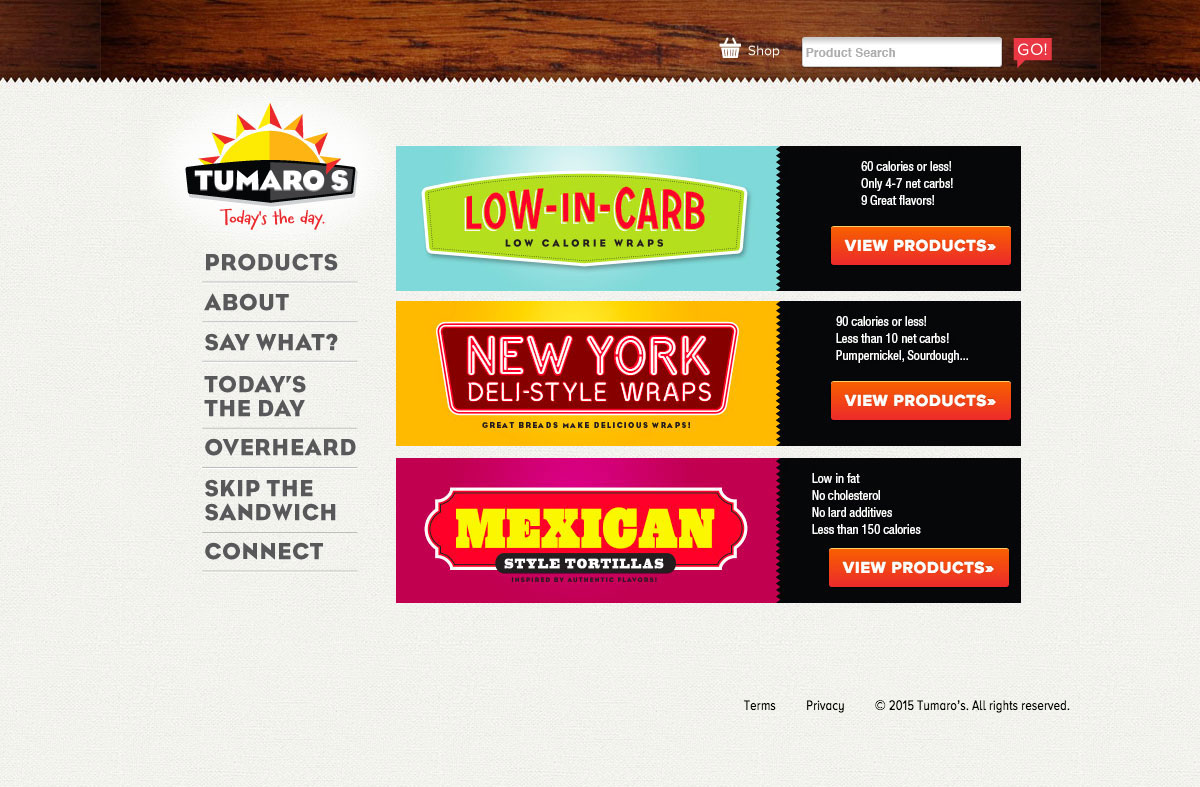 Shop
Product Search
GO!
TUMARO'S
Today's the day.
PRODUCTS
ABOUT
SAY WHAT?
TODAY'S
THE DAY
OVERHEARD
SKIP THE
SANDWICH
CONNECT
LOW-IN-CARB
LOW CALORIE WRAPS
60 calories or less!
Only 4-7 net carbs!
9 Great flavors!
VIEW PRODUCTS»
NEW YORK
DELI-STYLE WRAPS
GREAT BREADS MAKE DELICIOUS WRAPS!
90 calories or less!
Less than 10 net carbs!
Pumpernickel, Sourdough...
VIEW PRODUCTS»
MEXICAN
STYLE TORTILLAS
INSPIRED BY AUTHENTIC FLAVORS!
Low in fat
No cholesterol
No lard additives
Less than 150 calories
VIEW PRODUCTS»
Terms
Privacy
© 2015 Tumaro's. All rights reserved.